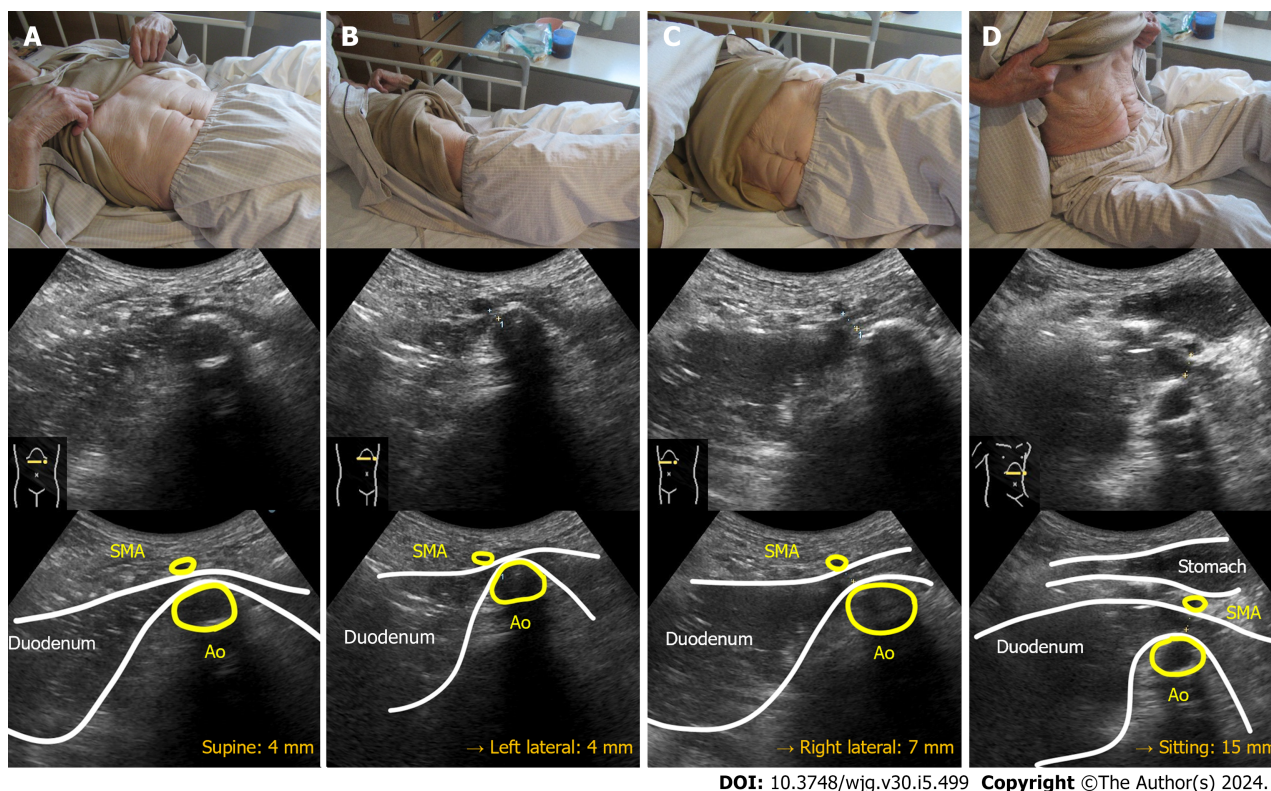 A
B
C
D
1
1
SMA
Duodenum
Ao
Supine: 4 mm
SMA
Duodenum
Ao
→ Left lateral: 4 mm
SMA
Duodenum
Ao
→ Right lateral: 7 mm
Stomach
SMA
Duodenum
Ao
→ Sitting: 15 mm
DOI: 10.3748/wjg.v30.i5.499 Copyright ©The Author(s) 2024.